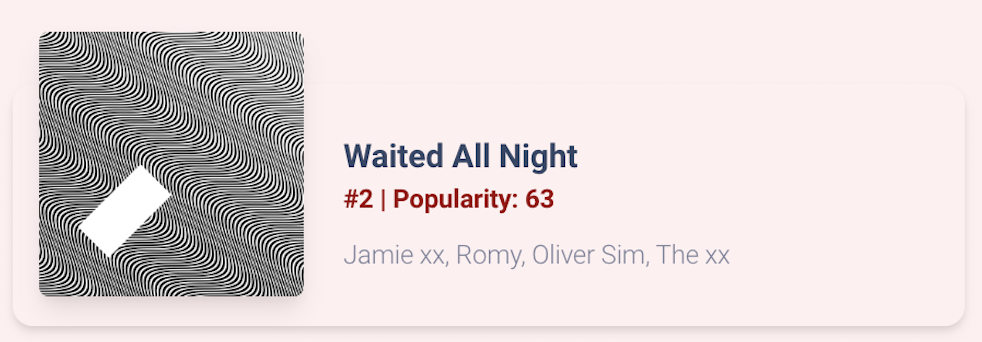 Waited All Night
#2 | Popularity: 63
Jamie xx, Romy, Oliver Sim, The xx